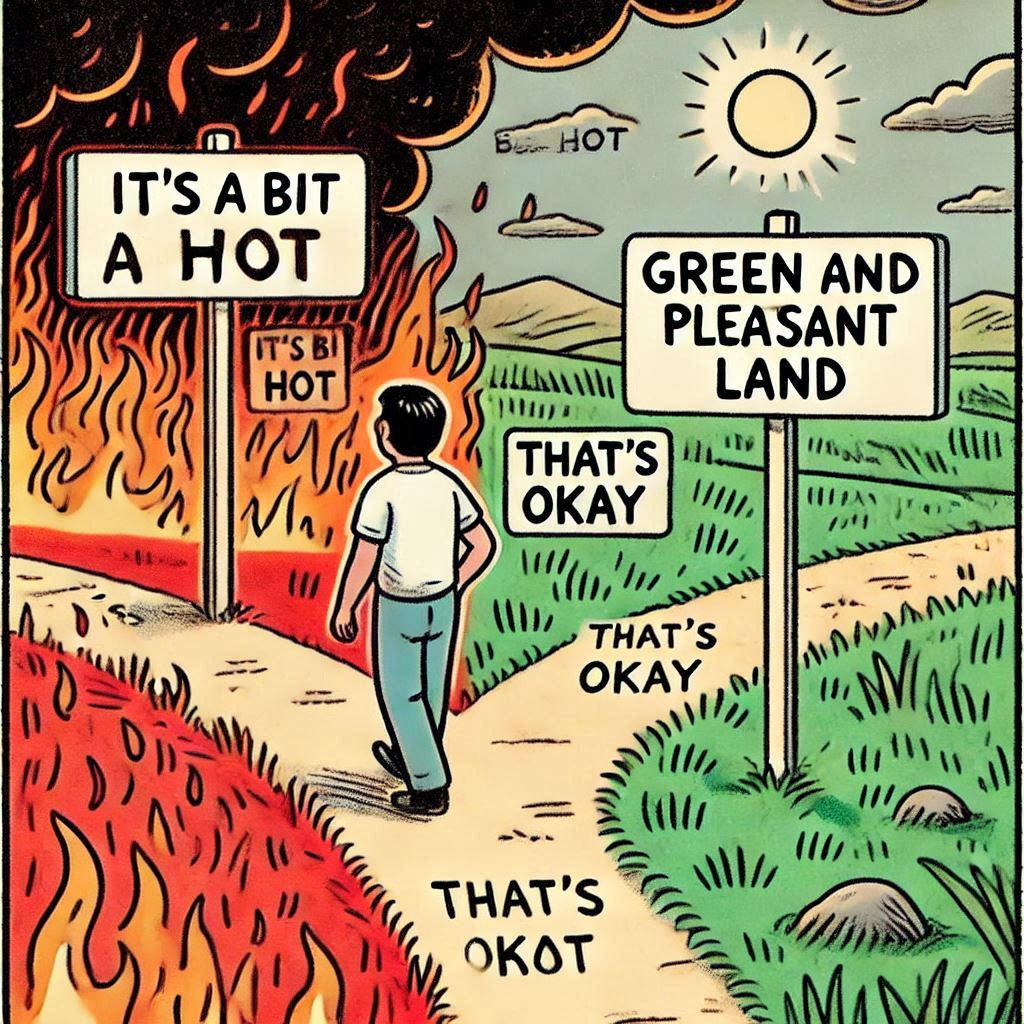 HOT
IT'S A BIT
A HOT
GREEN AND
PLEASANT
LAND
IT'S BI
HOT
THAT'S
OKAY
THAT'S
OKAY
THAT'S
OKOT